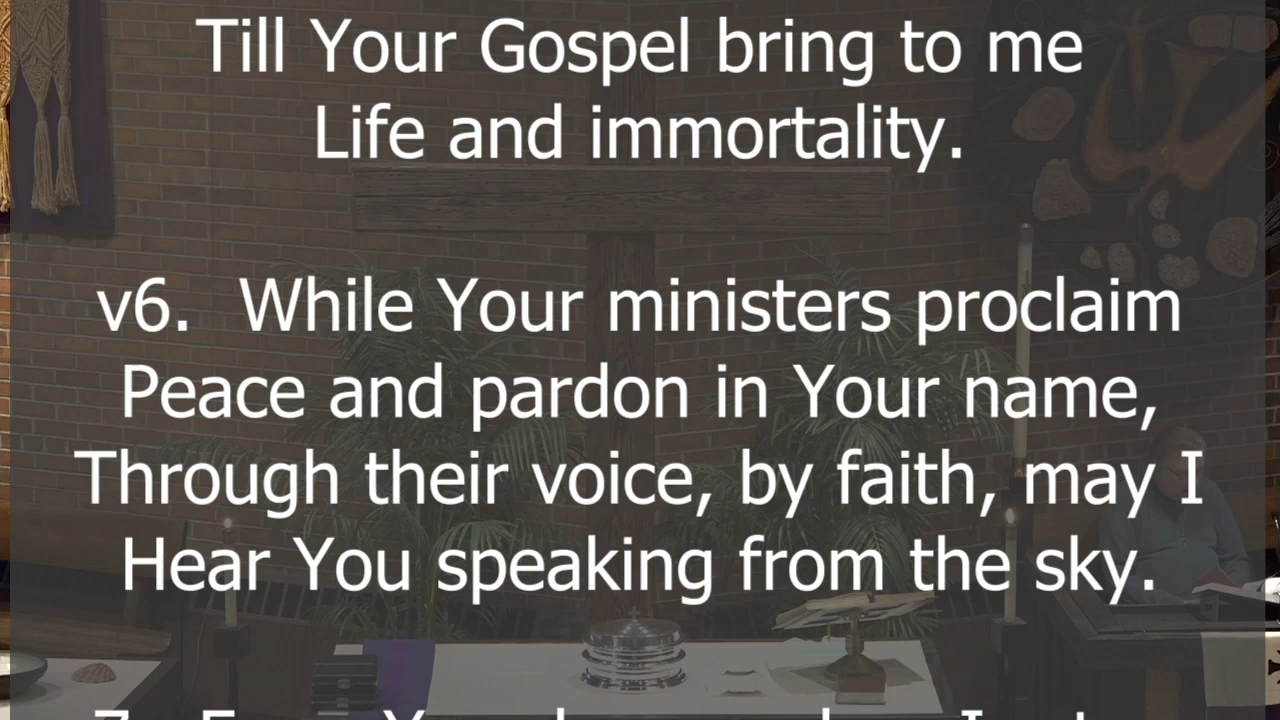 Till Your Gospel bring to me
Life and immortality.
v6. While Your ministers proclaim
Peace and pardon in Your name,
Through their voice, by faith, may I
Hear You speaking from the sky.